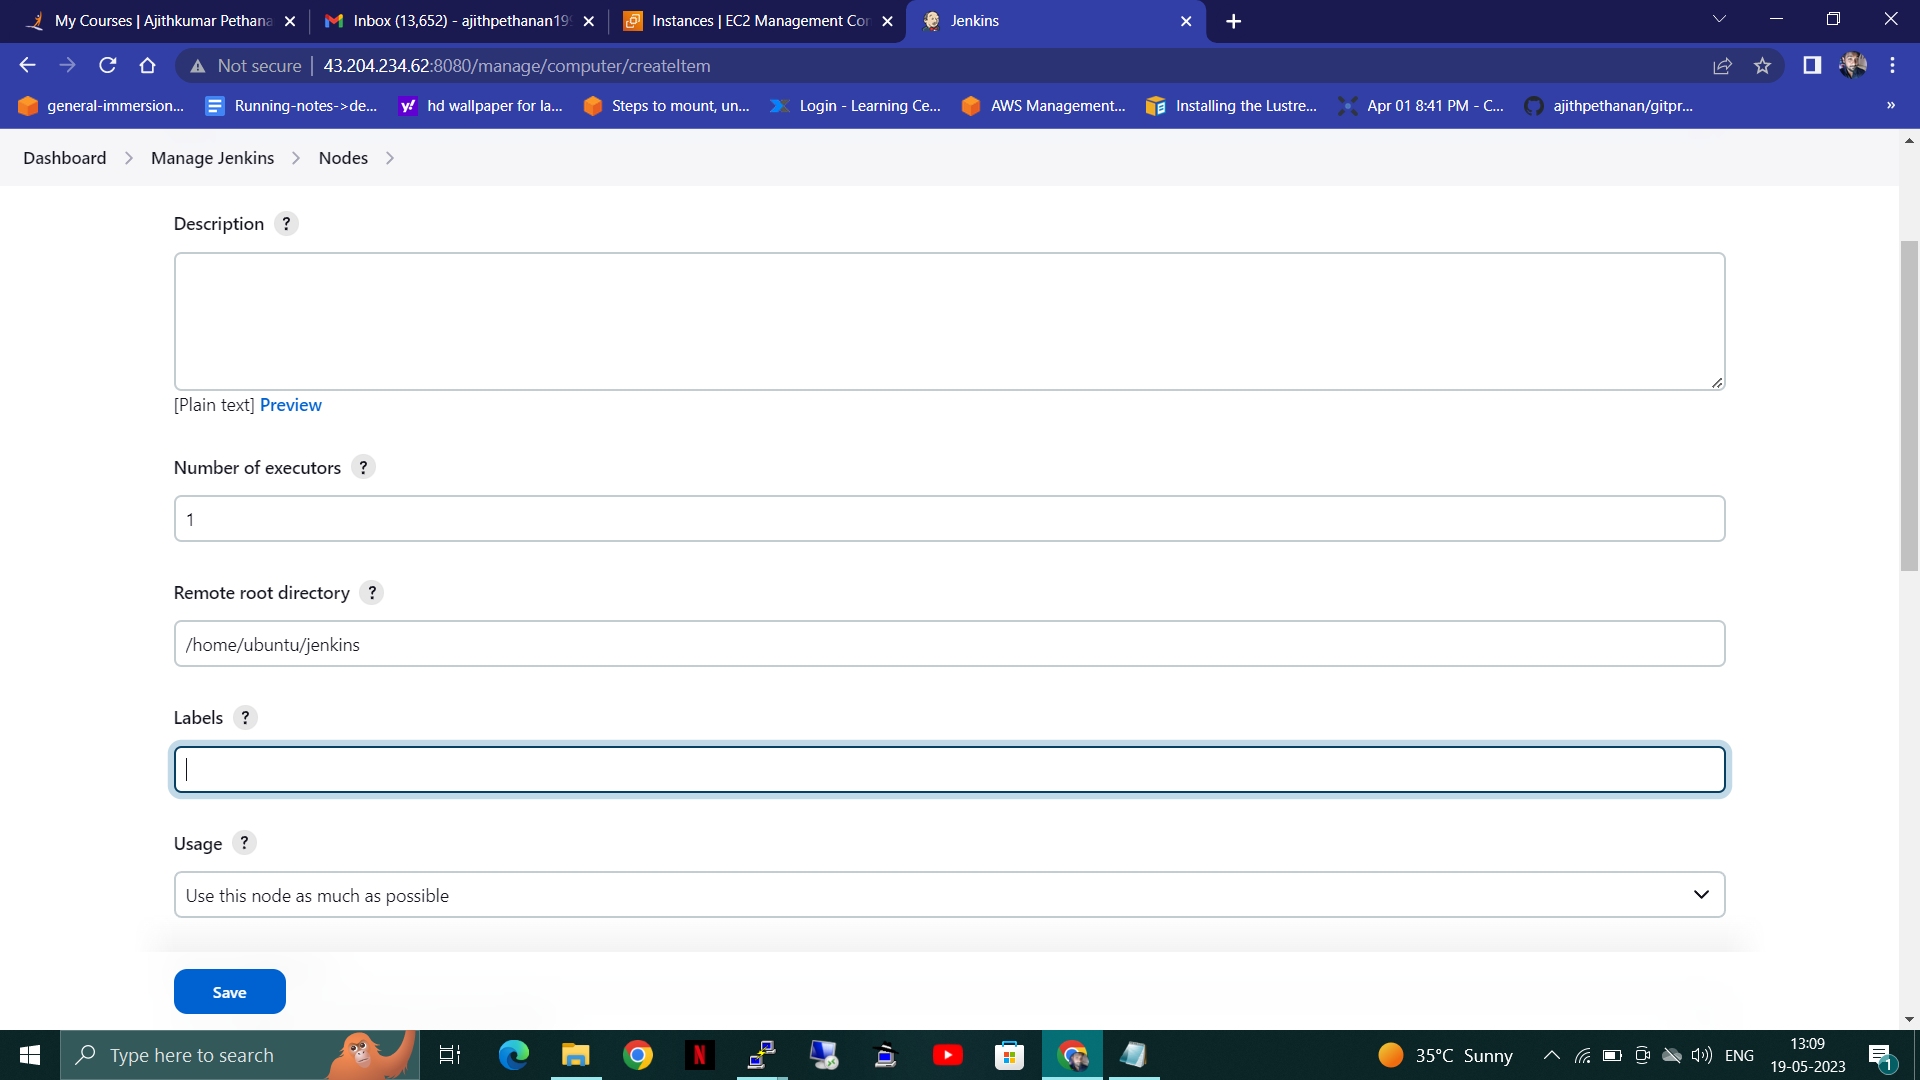 My Courses | Ajithkumar Pethana
Inbox (13,652) - ajithpethanan199
Instances | EC2 Management Con
Jenkins
Not secure
43.204.234.62:8080/manage/computer/createItem
general-immersion...
Running-notes->de...
hd wallpaper for la...
Steps to mount, un...
Login - Learning Ce...
AWS Management...
Installing the Lustre...
Apr 01 8:41 PM - C...
ajithpethanan/gitpr...
»
Dashboard
Manage Jenkins
Nodes
Description ?
[Plain text] Preview
Number of executors ?
1
Remote root directory ?
/home/ubuntu/jenkins
Labels ?
Usage ?
Use this node as much as possible
Save
Type here to search
35°C Sunny
ENG
13:09
19-05-2023
1